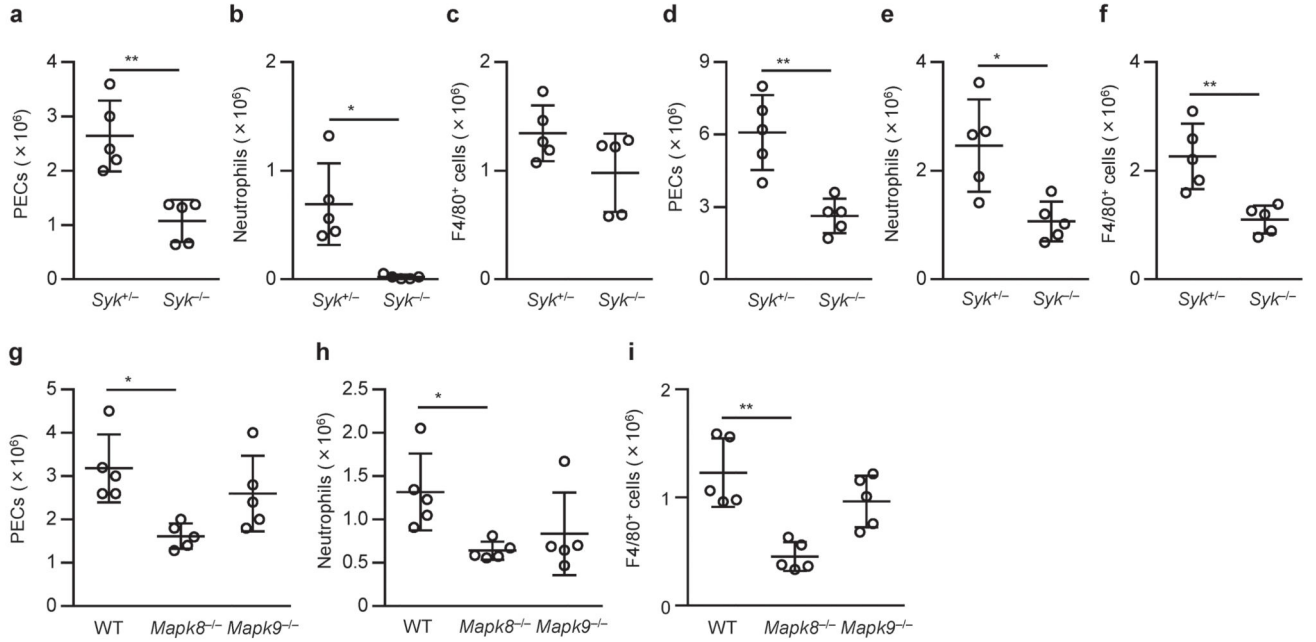 a
**
4
3
2
1
0
PECs (×10⁶)
Syk⁺/⁻ Syk⁻/⁻
b
*
2
1
0
Neutrophils (×10⁶)
Syk⁺/⁻ Syk⁻/⁻
c
2
1
0
F4/80⁺ cells (×10⁶)
Syk⁺/⁻ Syk⁻/⁻
d
**
9
6
3
0
PECs (×10⁶)
Syk⁺/⁻ Syk⁻/⁻
e
*
4
2
0
Neutrophils (×10⁶)
Syk⁺/⁻ Syk⁻/⁻
f
**
4
2
0
F4/80⁺ cells (×10⁶)
Syk⁺/⁻ Syk⁻/⁻
g
*
5
4
3
2
1
0
PECs (×10⁶)
WT Mapk8⁻/⁻ Mapk9⁻/⁻
h
*
2.5
2.0
1.5
1.0
0.5
0
Neutrophils (×10⁶)
WT Mapk8⁻/⁻ Mapk9⁻/⁻
i
**
2
1
0
F4/80⁺ cells (×10⁶)
WT Mapk8⁻/⁻ Mapk9⁻/⁻